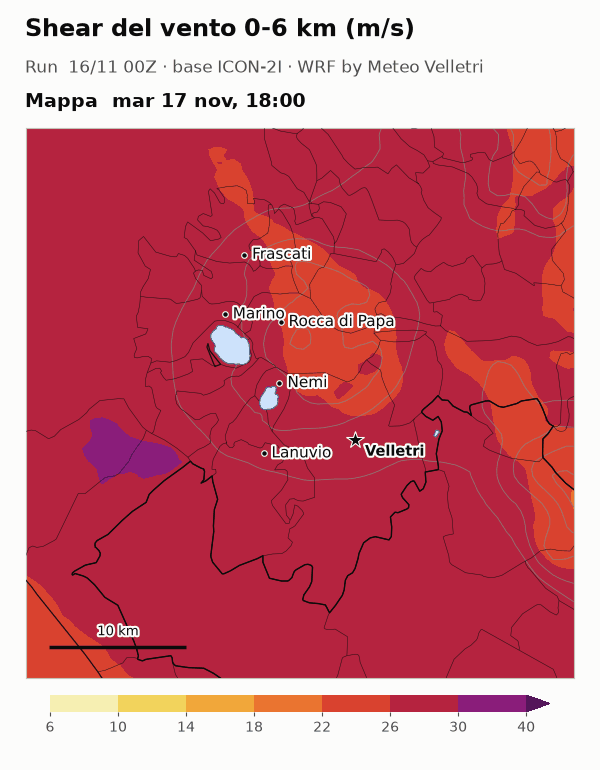 Shear del vento 0-6 km (m/s)
Run  16/11 00Z · base ICON-2I · WRF by Meteo Velletri
Mappa  mar 17 nov, 18:00
Frascati
Marino
Rocca di Papa
Nemi
Velletri
Lanuvio
10 km
6 10 14 18 22 26 30 40